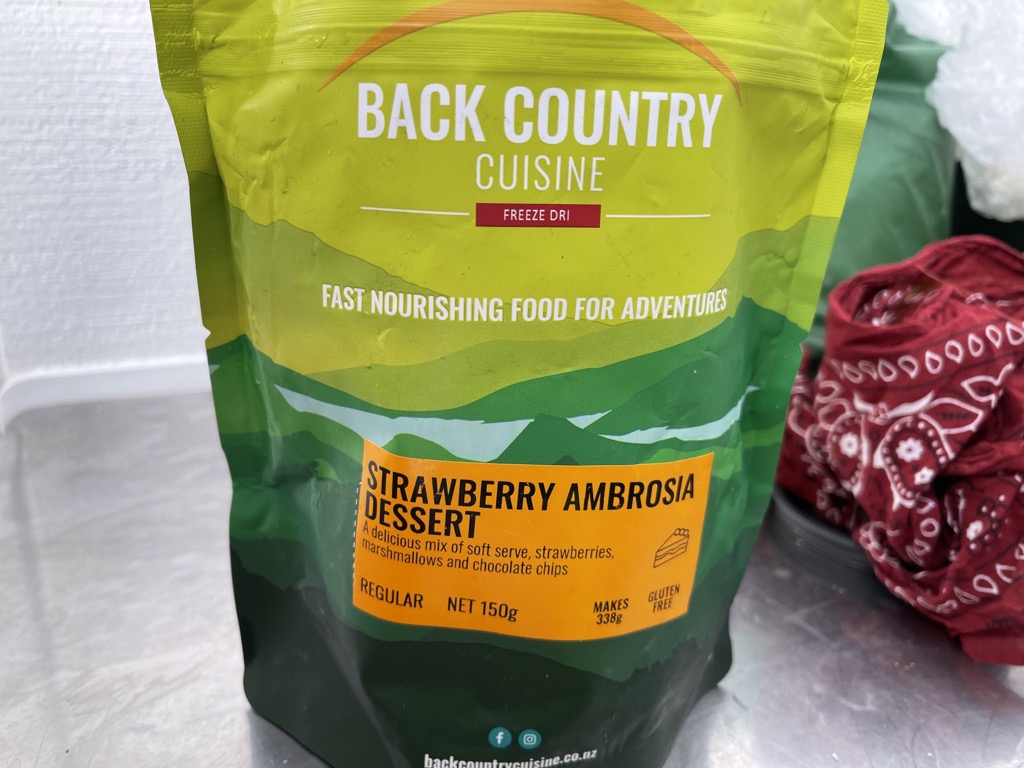 BACK COUNTRY
CUISINE
FREEZE DRI
FAST NOURISHING FOOD FOR ADVENTURES
STRAWBERRY AMBROSIA
DESSERT
A delicious mix of soft serve, strawberries,
marshmallows and chocolate chips
REGULAR NET 150g
MAKES
338g
GLUTEN
FREE
backcountrycuisine.co.nz